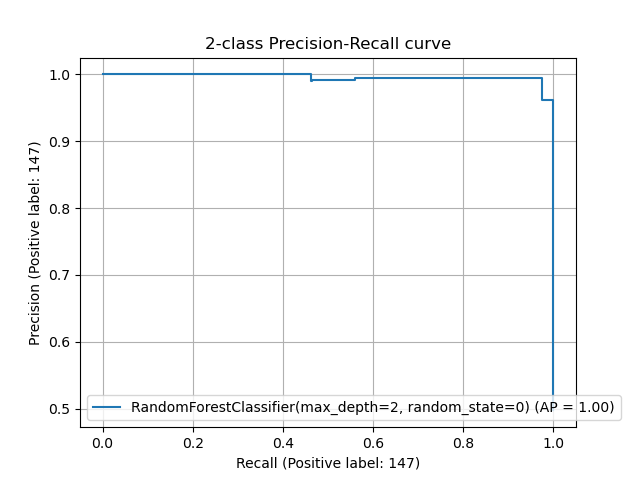 2-class Precision-Recall curve
1.0
0.9
0.8
0.7
0.6
0.5
Precision (Positive label: 147)
RandomForestClassifier(max_depth=2, random_state=0) (AP = 1.00)
0.0 0.2 0.4 0.6 0.8 1.0
Recall (Positive label: 147)